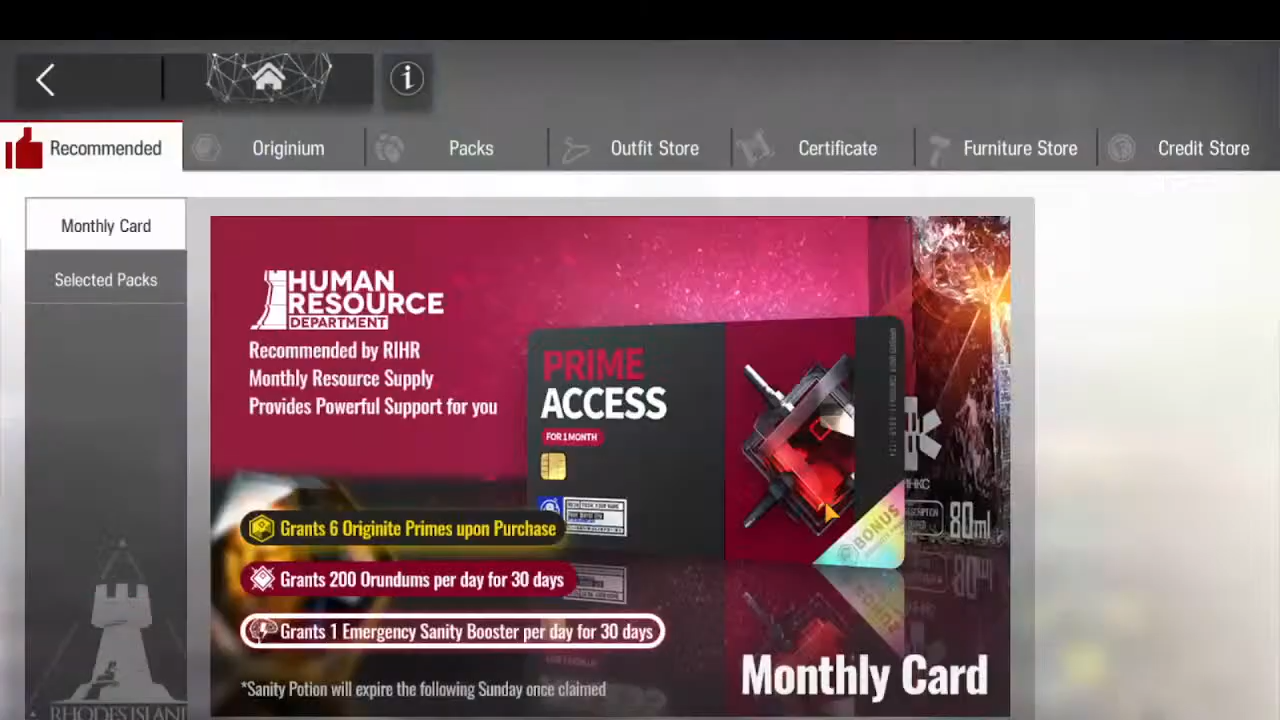 Recommended
Originium
Packs
Outfit Store
Certificate
Furniture Store
Credit Store
Monthly Card
Selected Packs
HUMAN
RESOURCE
DEPARTMENT
Recommended by RIHR
Monthly Resource Supply
Provides Powerful Support for you
PRIME
ACCESS
FOR 1 MONTH
BONUS
80ml
Grants 6 Originite Primes upon Purchase
Grants 200 Orundums per day for 30 days
Grants 1 Emergency Sanity Booster per day for 30 days
*Sanity Potion will expire the following Sunday once claimed
Monthly Card
RHODES ISLAND